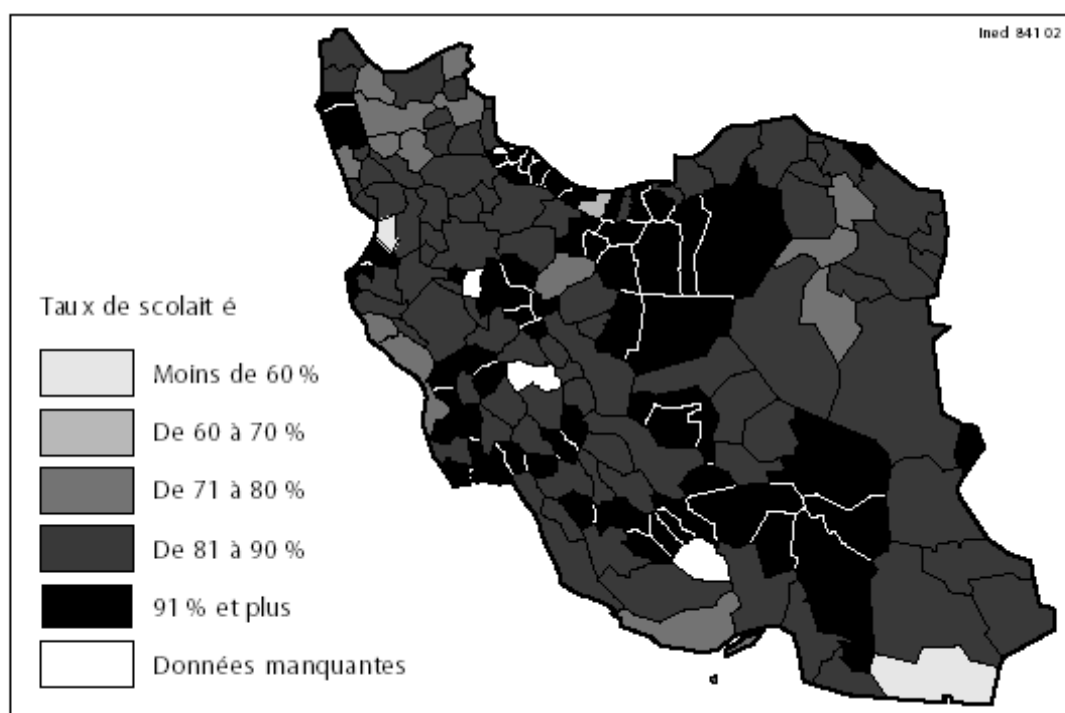 Ined 841 02
Taux de scolait é
Moins de 60 %
De 60 à 70 %
De 71 à 80 %
De 81 à 90 %
91 % et plus
Données manquantes